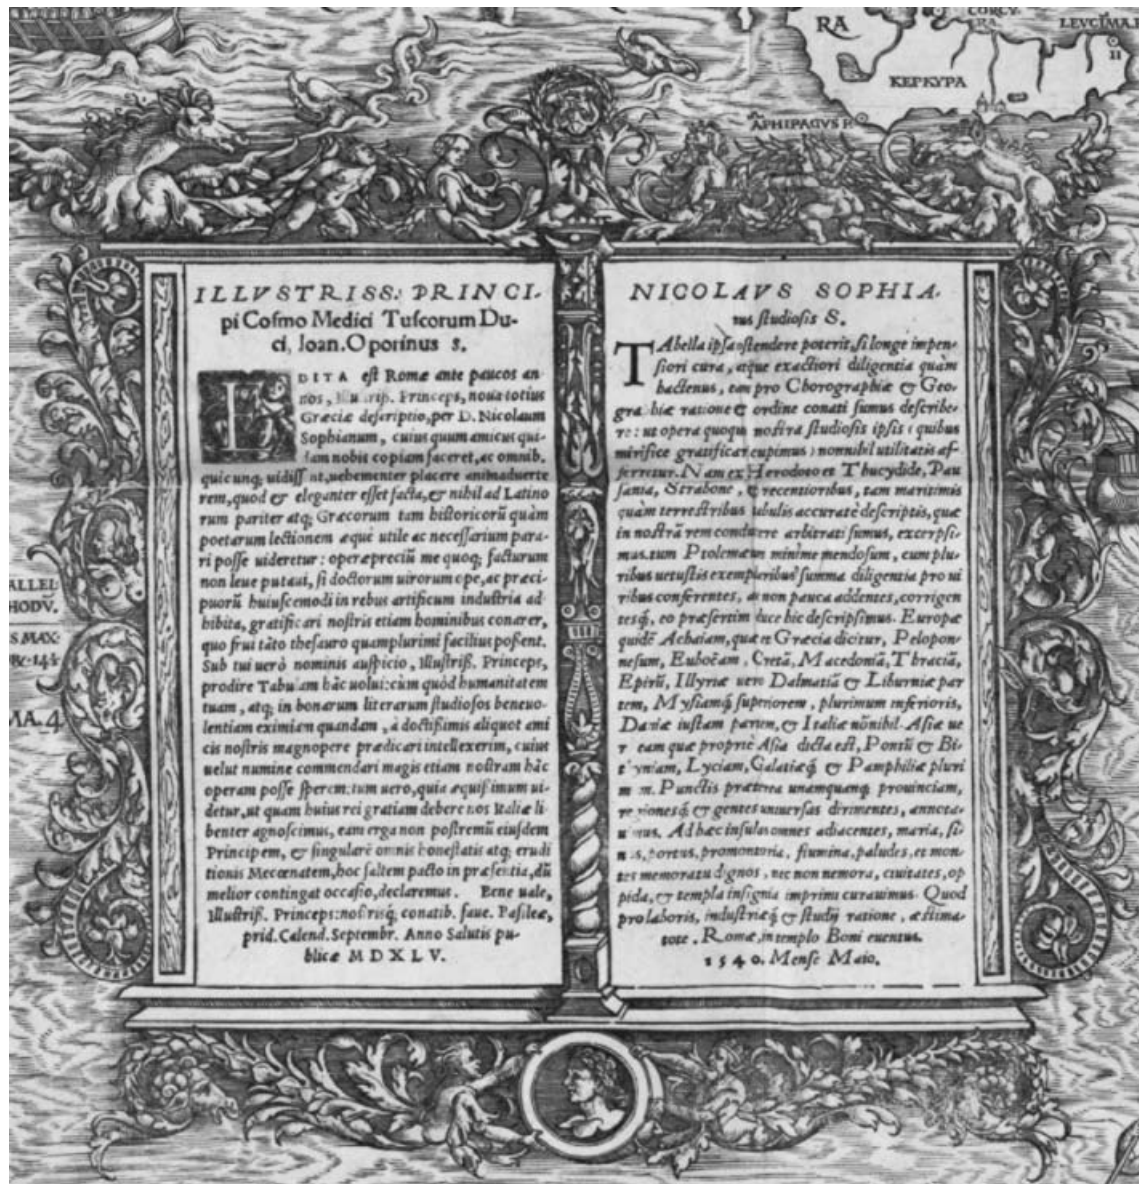 RA
CORCY
RA
LEVCIMA
II
ΚΕΡΚΥΡΑ
ILLVSTRISS: PRINCI-
pi Cosmo Medici Tuscorum Du-
ci, Ioan. Oporinus s.
EDITA est Romæ ante paucos an
nos, Illustriß. Princeps, noua totius
Græciæ descriptio, per D. Nicolaum
Sophianum, cuius quum amicus qui-
dam nobis copiam faceret, ac omnib.
quicunq; uidissent, uehementer placere animaduerte
rem, quod & eleganter esset facta, & nihil ad Latino
rum pariter atq; Græcorum tam historicorũ quàm
poetarum lectionem æquè utile ac necessarium para-
ri posse uideretur: operæpreciũ me quoq; facturum
non leue putaui, si doctorum uirorum ope, ac præci
puorũ huiuscemodi in rebus artificum industria ad
hibita, gratificari nostris etiam hominibus conarer,
quo frui tãto thesauro quamplurimi facilius poßent.
Sub tui uerò nominis auspicio, Illustriß. Princeps,
prodire Tabulam hãc uolui: cùm quòd humanitatem
tuam, atq; in bonarum literarum studiosos beneuo-
lentiam eximiam quandam, à doctißimis aliquot ami
cis nostris magnopere prædicari intellexerim, cuius
uelut numine commendari magis etiam nostram hãc
operam posse sperem: tum uero, quia æquißimum ui-
detur, ut quam huius rei gratiam debere nos Italiæ li-
benter agnoscimus, eam erga non postremũ eiusdem
Principem, & singularẽ omnis honestatis atq; erudi
tionis Mecœnatem, hoc saltem pacto in præsentia, dũ
melior contingat occasio, declaremus. Bene uale,
Illustriß. Princeps: nostrisq́; conatib. faue. Basileæ,
prid. Calend. Septembr. Anno Salutis pu-
blicæ M D X L V.
NICOLAVS SOPHIA-
nus studiosis S.
TAbella ipsa ostendere poterit, si longe impen-
siori cura, atque exactiori diligentia quàm
hactenus, tam pro Chorographiæ & Geo-
graphiæ ratione & ordine conati sumus describe-
re: ut opera quoque nostra studiosis ipsis (quibus
mirifice gratificari cupimus) nonnihil utilitatis af-
ferretur. Nam ex Herodoto et Thucydide, Pau
sania, Strabone, & recentioribus, tam maritimis
quàm terrestribus tabulis accuratè descriptis, quæ
in nostrã rem conducere arbitrati sumus, excerpsi-
mus. tum Ptolemæum minime mendosum, cum plu-
ribus uetustis exemplaribus summa diligentia pro ui
ribus conferentes, ac non pauca addentes, corrigen
tesq́;, eo præsertim duce hic descripsimus. Europæ
quidẽ Achaiam, quæ et Græcia dicitur, Pelopon-
nesum, Euboeam, Cretã, Macedoniã, Thraciã,
Epirũ, Illyriæ uero Dalmatiã & Liburniæ par
tem, Mysiamq́; superiorem, plurimum inferioris,
Daciæ iustam partem, & Italiæ nõnihil. Asiæ ue
rò eam quæ propriè Asia dicta est, Pontũ & Bi-
thyniam, Lyciam, Galatiæq́; & Pamphiliæ pluri
mum. Punctis præterea unamquanq; prouinciam,
regionesq́; & gentes uniuersas dirimentes, annota-
uimus. Ad hæc insulas omnes adiacentes, maria, si-
nus, portus, promontoria, flumina, paludes, et mon-
tes memoratu dignos, nec non nemora, ciuitates, op
pida, & templa insignia imprimi curauimus. Quod
pro laboris, industriæq́; & studij ratione, æstima-
tote. Romæ, in templo Boni euentus.
1540. Mense Maio.
ALLEL
HODV.
S MAX
MA. 4